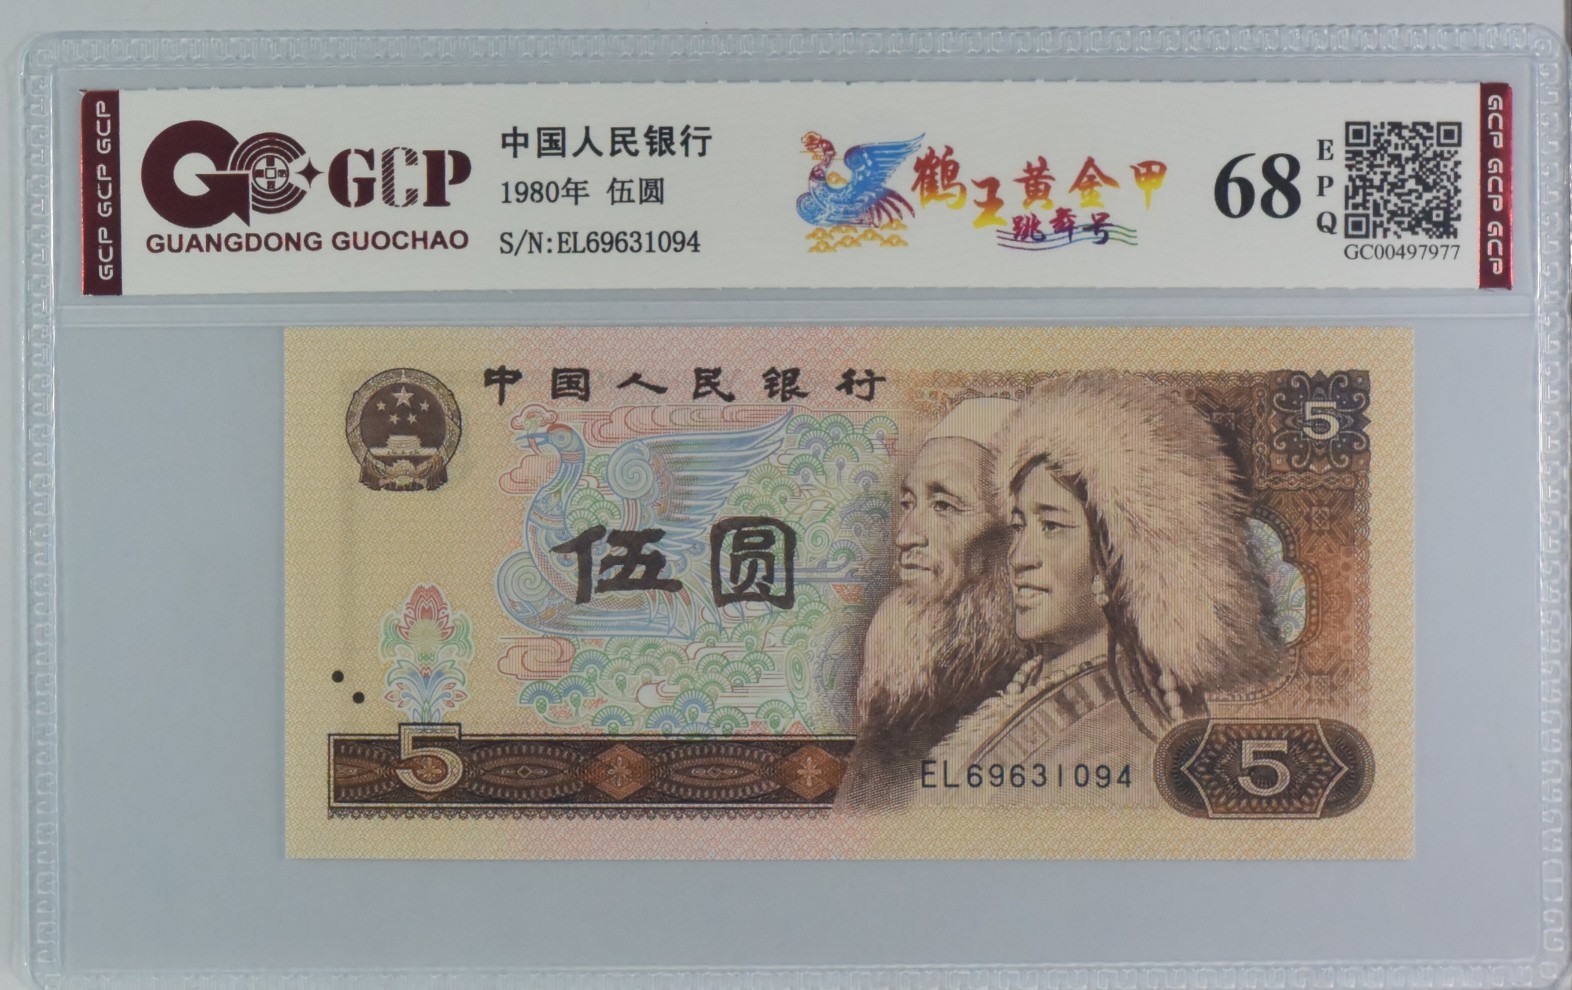 GCP GCP GCP
GCP
GUANGDONG GUOCHAO
中国人民银行
1980年 伍圆
S/N:EL69631094
鹤王黄金甲
跳舞号
68
EPQ
GC00497977
GCP GCP GCP
中国人民银行
5
伍圆
5
EL69631094
5